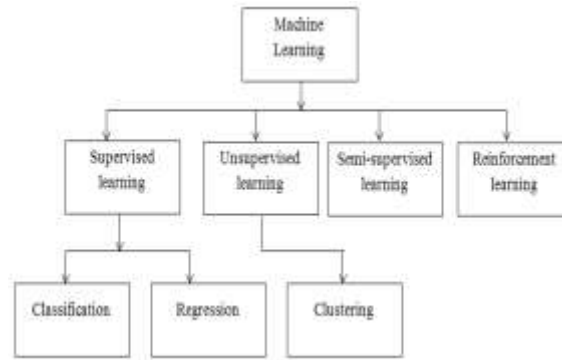 Machine
Learning
Supervised
learning
Unsupervised
learning
Semi-supervised
learning
Reinforcement
learning
Classification
Regression
Clustering